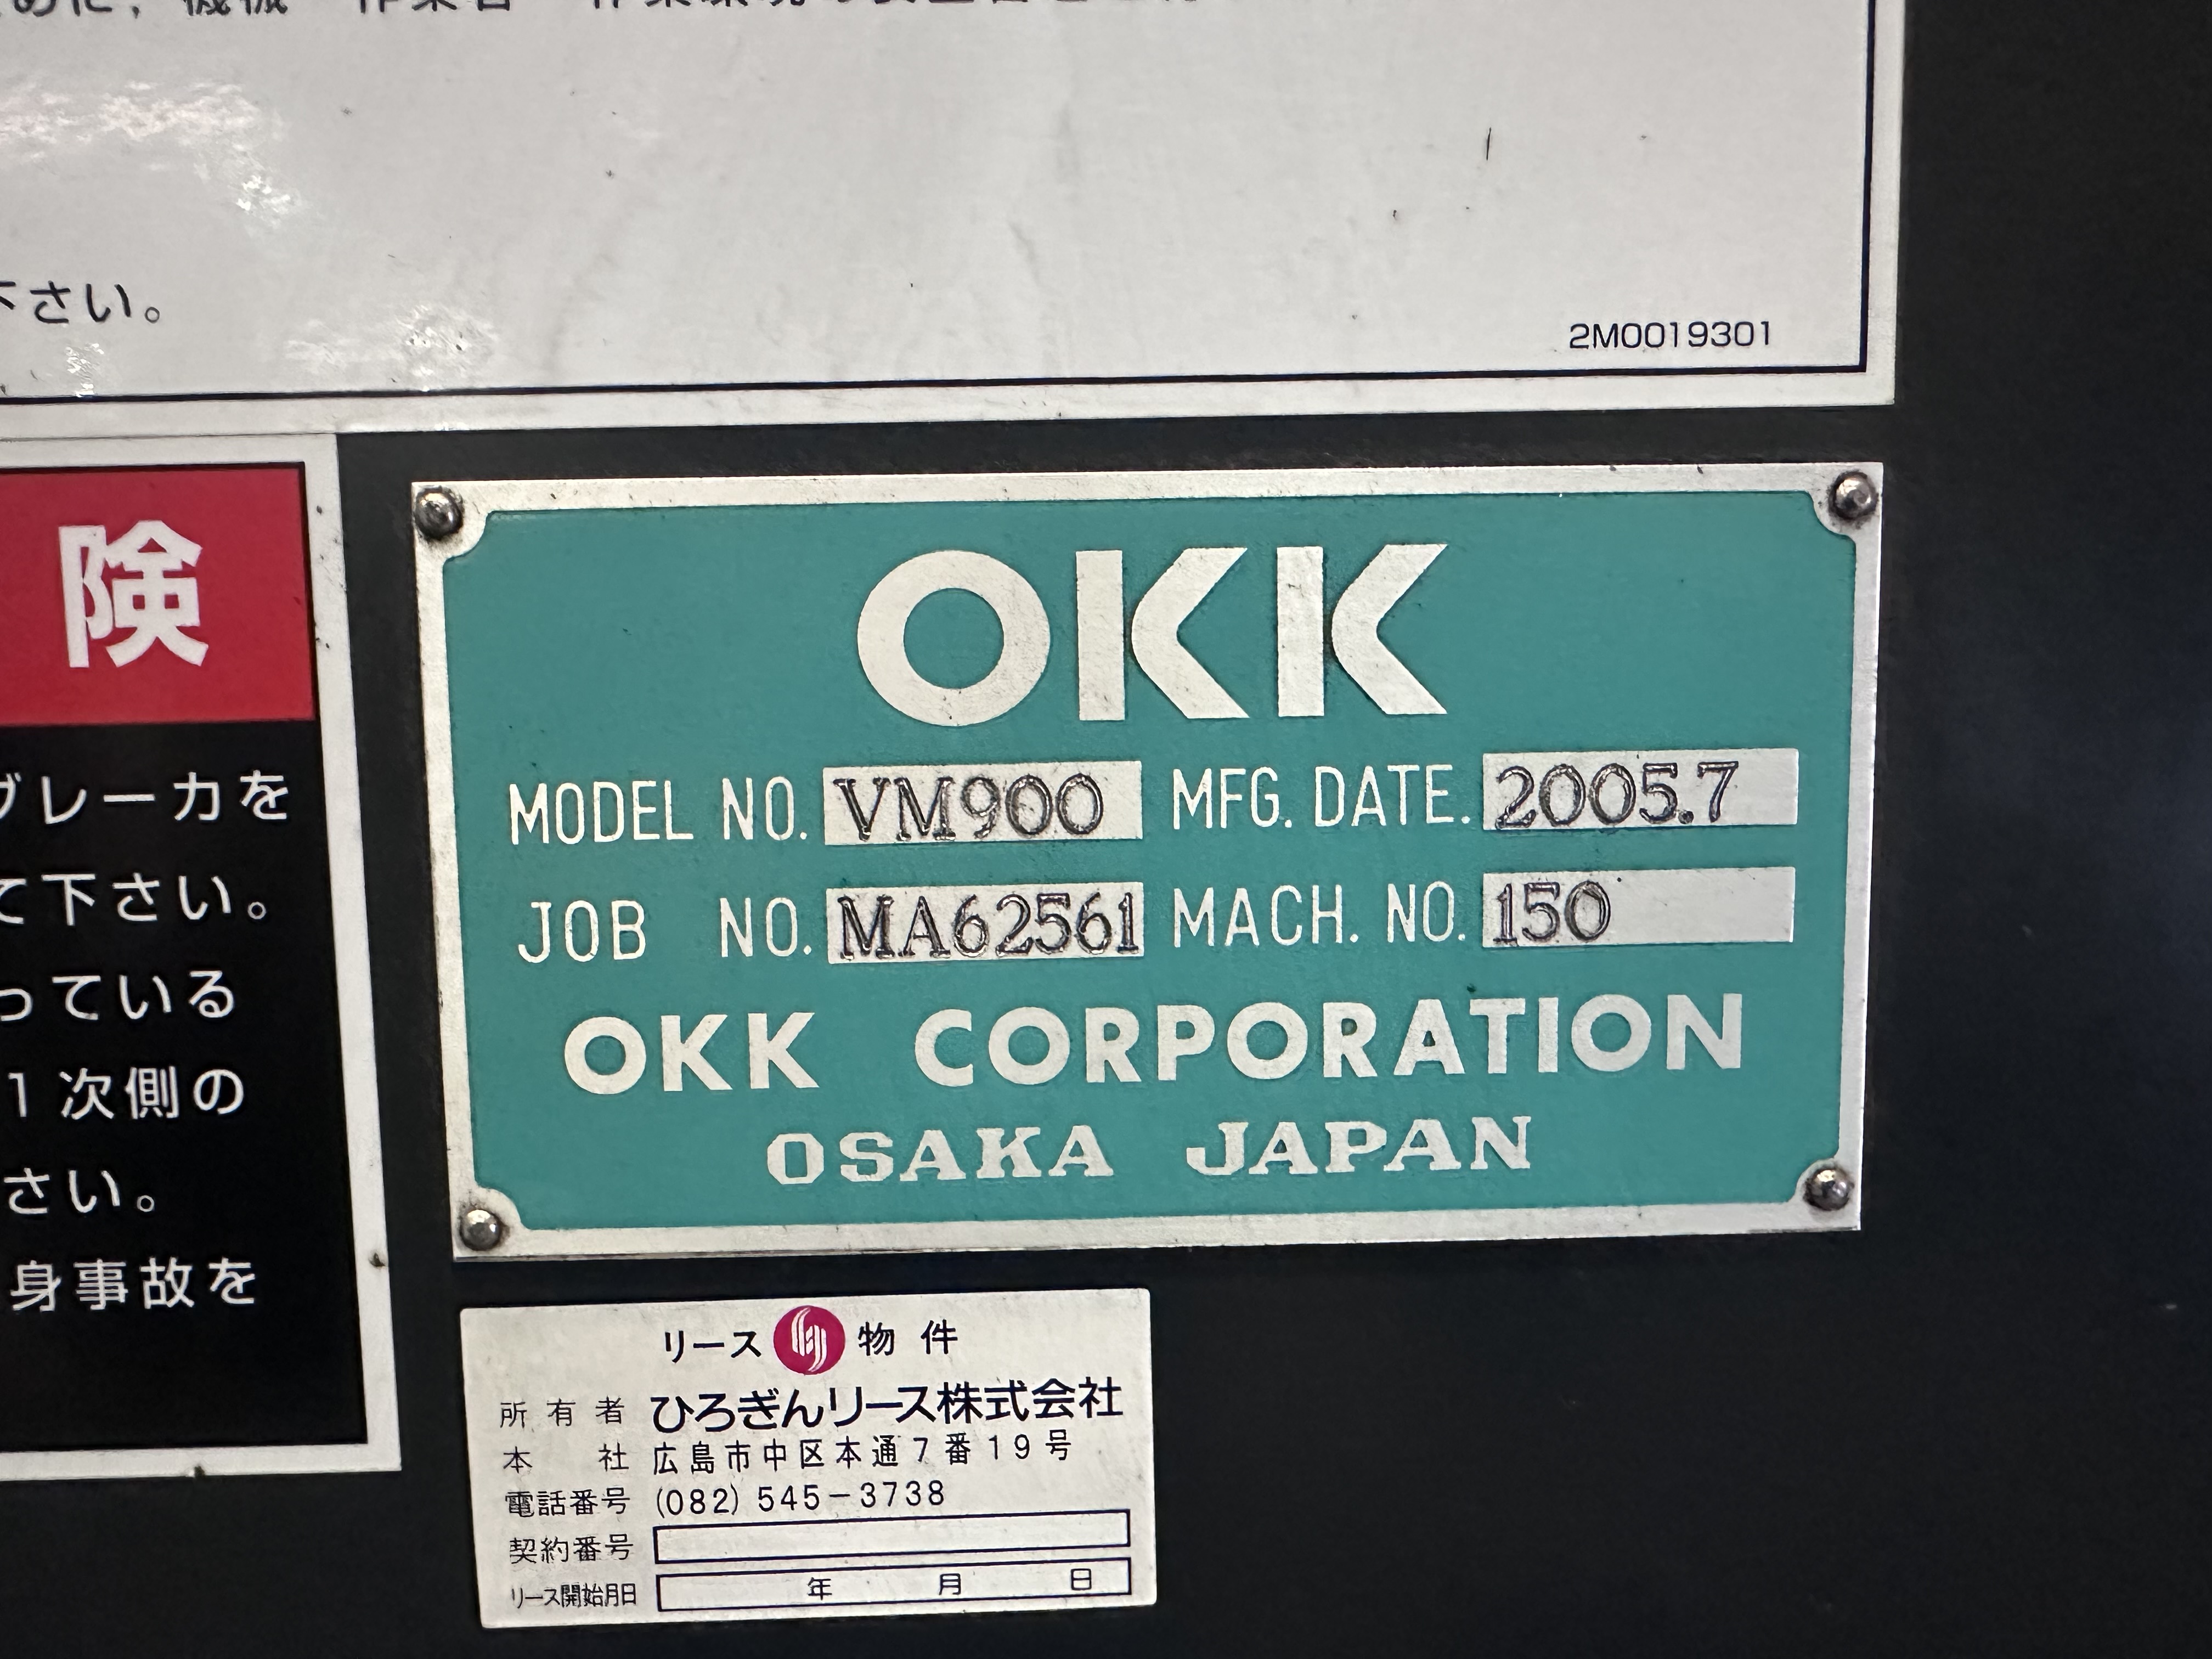 下さい。
2M0019301
険
ブレーカを
て下さい。
っている
1次側の
さい。
身事故を
OKK
MODEL NO. VM900 MFG. DATE. 2005.7
JOB NO. MA62561 MACH. NO. 150
OKK CORPORATION
OSAKA JAPAN
リース 物件
所有者 ひろぎんリース株式会社
本社 広島市中区本通7番19号
電話番号 (082) 545-3738
契約番号
リース開始月日 年 月 日